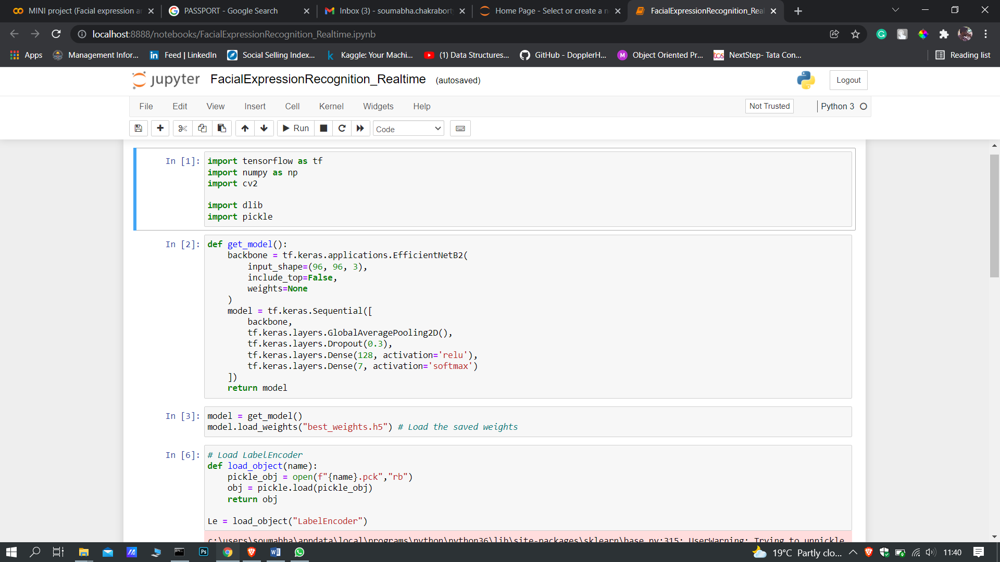 MINI project (Facial expression ar
PASSPORT - Google Search
Inbox (3) - soumabha.chakraborty
Home Page - Select or create a n
FacialExpressionRecognition_Real
localhost:8888/notebooks/FacialExpressionRecognition_Realtime.ipynb
Apps
Management Infor...
Feed | LinkedIn
Social Selling Index...
Kaggle: Your Machi...
(1) Data Structures...
GitHub - DopplerH...
Object Oriented Pr...
NextStep- Tata Con...
Reading list
jupyter
FacialExpressionRecognition_Realtime (autosaved)
Logout
File Edit View Insert Cell Kernel Widgets Help
Not Trusted
Python 3
Run
Code
In [1]:
import tensorflow as tf
import numpy as np
import cv2
import dlib
import pickle
In [2]:
def get_model():
    backbone = tf.keras.applications.EfficientNetB2(
        input_shape=(96, 96, 3),
        include_top=False,
        weights=None
    )
    model = tf.keras.Sequential([
        backbone,
        tf.keras.layers.GlobalAveragePooling2D(),
        tf.keras.layers.Dropout(0.3),
        tf.keras.layers.Dense(128, activation='relu'),
        tf.keras.layers.Dense(7, activation='softmax')
    ])
    return model
In [3]:
model = get_model()
model.load_weights("best_weights.h5") # Load the saved weights
In [6]:
# Load LabelEncoder
def load_object(name):
    pickle_obj = open(f"{name}.pck","rb")
    obj = pickle.load(pickle_obj)
    return obj
Le = load_object("LabelEncoder")
c:\users\soumabha\appdata\local\programs\python\python36\lib\site-packages\sklearn\base.py:315: UserWarning: Trying to unpickle
19°C Partly clo...
11:40